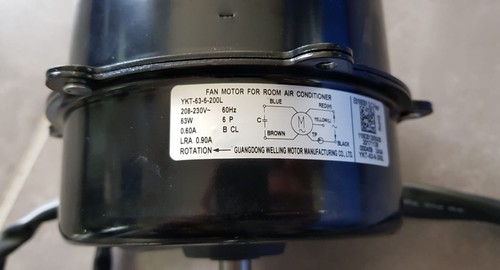 FAN MOTOR FOR ROOM AIR CONDITIONER
YKT-63-6-200L
208-230V~ 60Hz
63W 6 P
0.60A B CL
LRA 0.90A
ROTATION
BLUE
RED(H)
C
M
YELLOW(L)
BROWN
TP
BLACK
GUANGDONG WELLING MOTOR MANUFACTURING CO., LTD